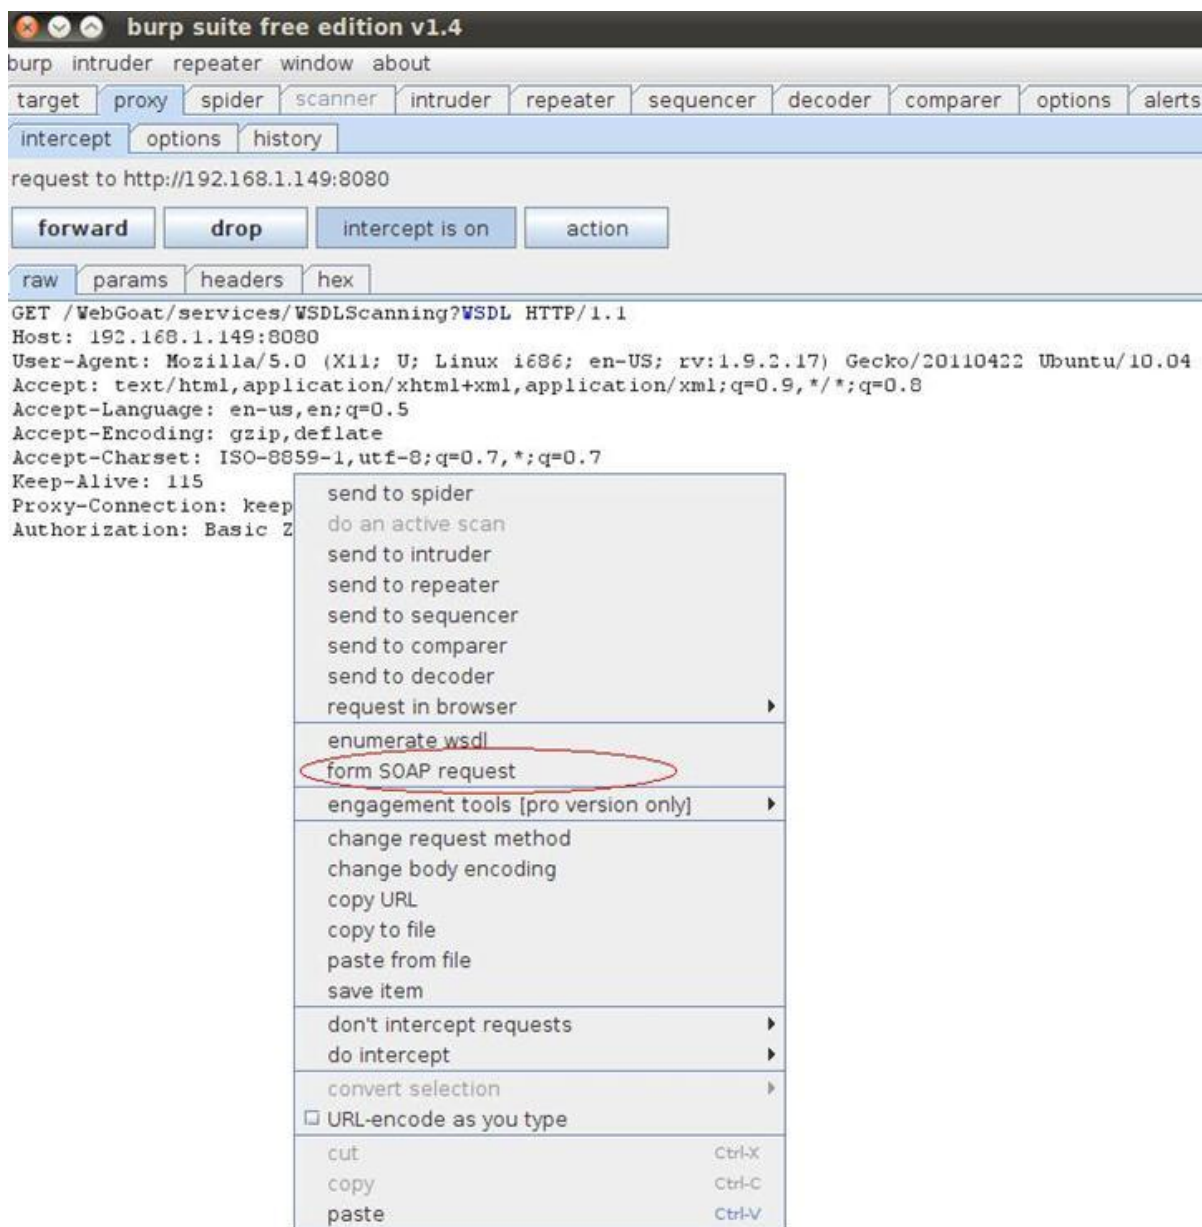 burp suite free edition v1.4
burp intruder repeater window about
target proxy spider scanner intruder repeater sequencer decoder comparer options alerts
intercept options history
request to http://192.168.1.149:8080
forward drop intercept is on action
raw params headers hex
GET /WebGoat/services/WSDLScanning?WSDL HTTP/1.1
Host: 192.168.1.149:8080
User-Agent: Mozilla/5.0 (X11; U; Linux i686; en-US; rv:1.9.2.17) Gecko/20110422 Ubuntu/10.04
Accept: text/html,application/xhtml+xml,application/xml;q=0.9,*/*;q=0.8
Accept-Language: en-us,en;q=0.5
Accept-Encoding: gzip,deflate
Accept-Charset: ISO-8859-1,utf-8;q=0.7,*;q=0.7
Keep-Alive: 115
Proxy-Connection: keep
Authorization: Basic Z
send to spider
do an active scan
send to intruder
send to repeater
send to sequencer
send to comparer
send to decoder
request in browser
enumerate wsdl
form SOAP request
engagement tools [pro version only]
change request method
change body encoding
copy URL
copy to file
paste from file
save item
don't intercept requests
do intercept
convert selection
URL-encode as you type
cut Ctrl-X
copy Ctrl-C
paste Ctrl-V